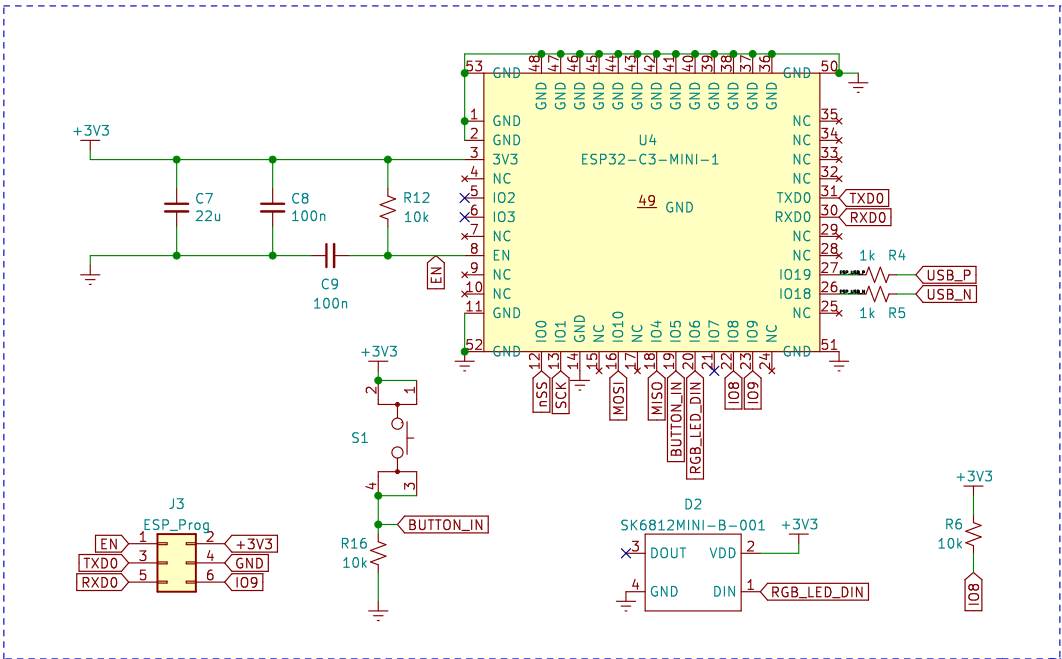 53 GND
48 47 46 45 44 43 42 41 40 39 38 37 36
GND 50
GND GND GND GND GND GND GND GND GND GND GND GND GND
1 GND
2 GND
3 3V3
4 NC
5 IO2
6 IO3
7 NC
8 EN
9 NC
10 NC
11 GND
52 GND
U4
ESP32-C3-MINI-1
49 GND
NC 35
NC 34
NC 33
NC 32
TXD0 31 TXD0
RXD0 30 RXD0
NC 29
NC 28
IO19 27 ESP_USB_P 1k R4 USB_P
IO18 26 ESP_USB_N 1k R5 USB_N
NC 25
GND 51
IO0 IO1 GND NC IO10 NC IO4 IO5 IO6 IO7 IO8 IO9 NC
12 13 14 15 16 17 18 19 20 21 22 23 24
nSS SCK MOSI MISO BUTTON_IN RGB_LED_DIN IO8 IO9
+3V3
C7
22u
C8
100n
R12
10k
C9
100n
EN
+3V3
2 1
S1
4 3
BUTTON_IN
R16
10k
J3
ESP_Prog
EN 1 2 +3V3
TXD0 3 4 GND
RXD0 5 6 IO9
D2
SK6812MINI-B-001
+3V3
3 DOUT VDD 2
4 GND DIN 1 RGB_LED_DIN
+3V3
R6
10k
IO8